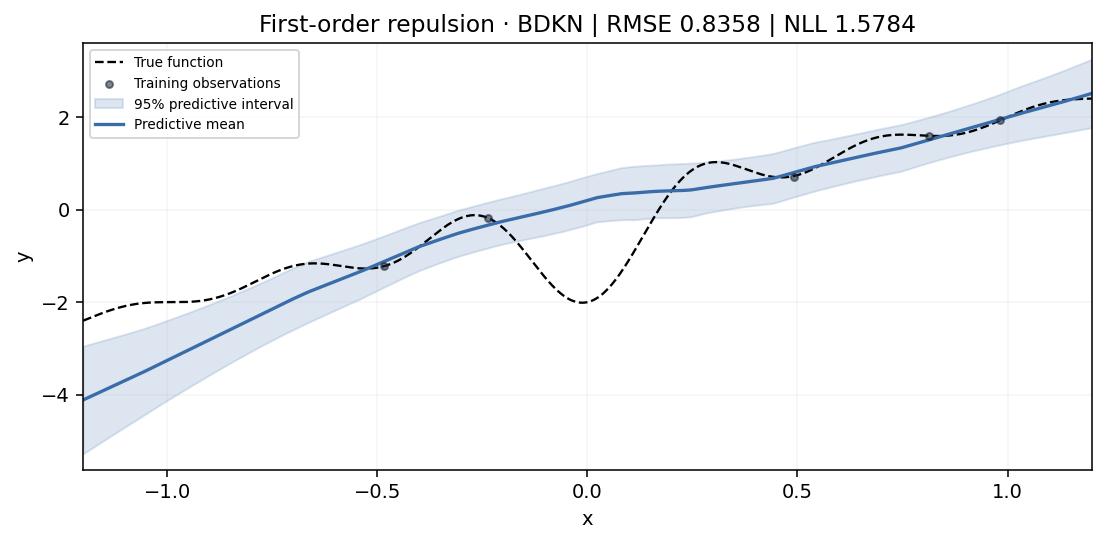 First-order repulsion · BDKN | RMSE 0.8358 | NLL 1.5784
True function
Training observations
95% predictive interval
Predictive mean
y
2
0
−2
−4
−1.0
−0.5
0.0
0.5
1.0
x